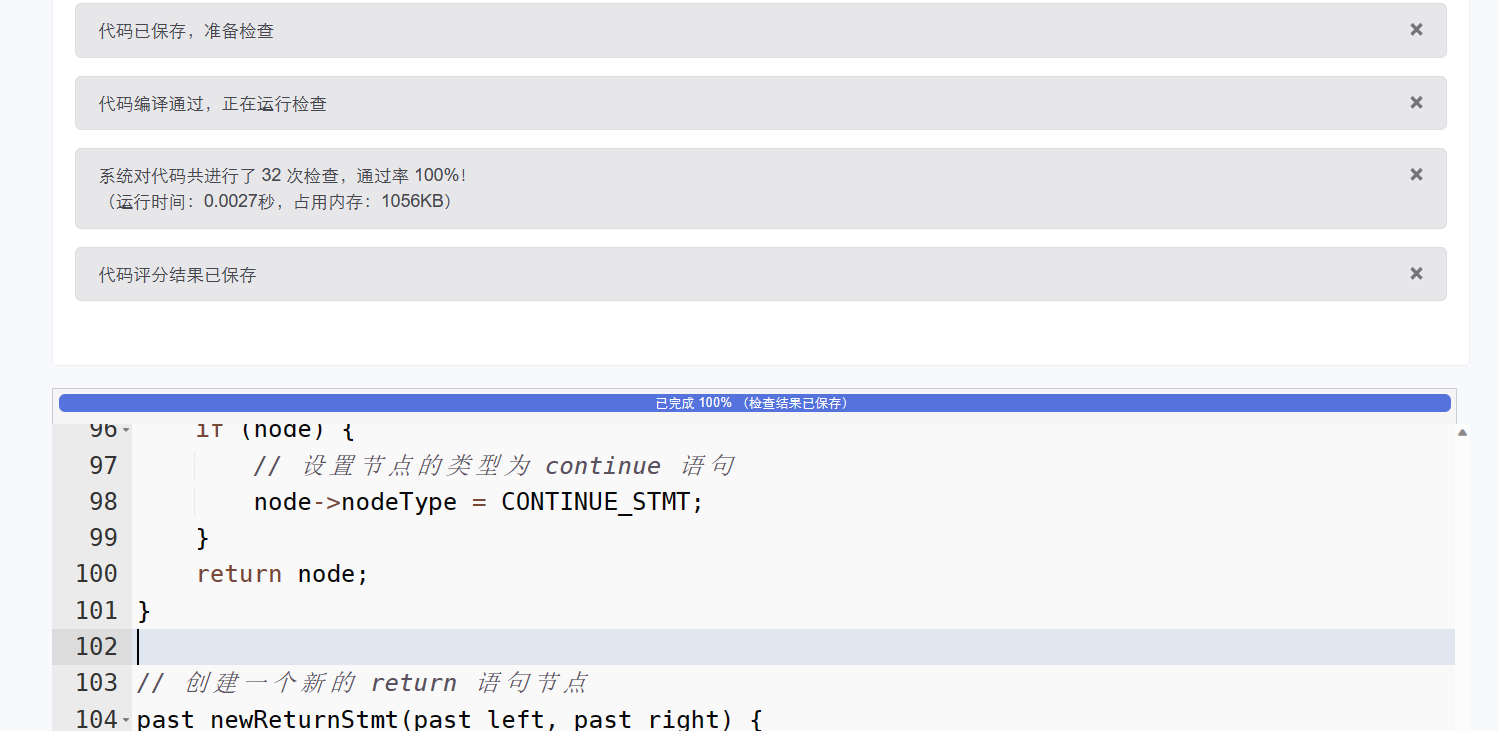 代码已保存，准备检查
代码编译通过，正在运行检查
系统对代码共进行了 32 次检查，通过率 100%！
（运行时间：0.0027秒，占用内存：1056KB）
代码评分结果已保存
已完成 100% （检查结果已保存）
96 if (node) {
97 // 设置节点的类型为 continue 语句
98 node->nodeType = CONTINUE_STMT;
99 }
100 return node;
101 }
102
103 // 创建一个新的 return 语句节点
104 past newReturnStmt(past left, past right) {